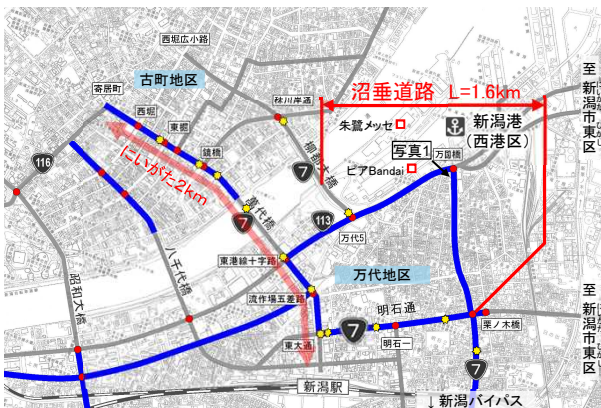 西堀広小路
古町地区
寄居町
西堀
東堀
鏡橋
礎川岸通
沼垂道路 L=1.6km
朱鷺メッセ
新潟港
(西港区)
写真1
万国橋
ピアBandai
至 新潟市東区
116
にいがた2km
柳都大橋
7
萬代橋
7
113
万代5
東港線十字路
八千代橋
昭和大橋
万代地区
流作場五差路
明石通
7
栗ノ木橋
東大通
明石一
至 新潟市東区
7
新潟駅
↓新潟バイパス